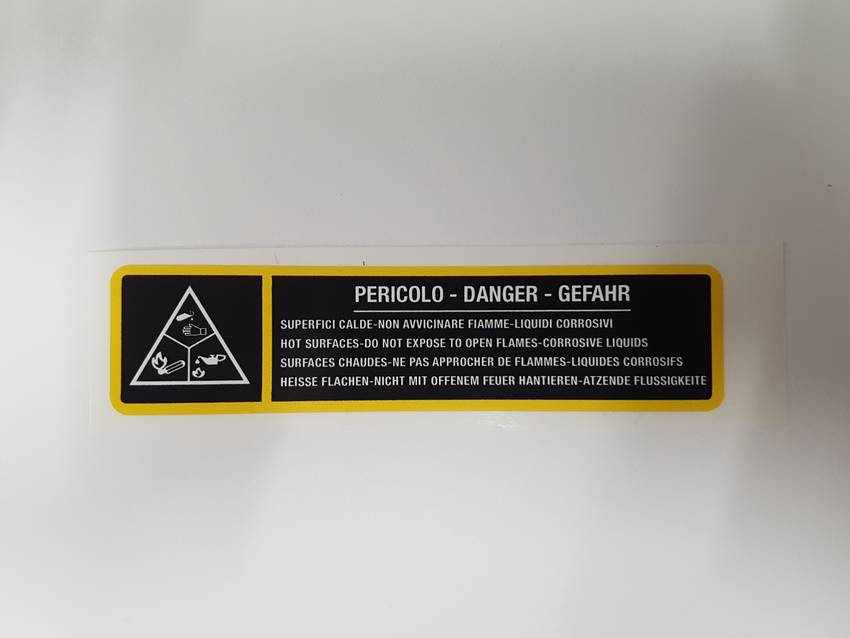 PERICOLO - DANGER - GEFAHR
SUPERFICI CALDE-NON AVVICINARE FIAMME-LIQUIDI CORROSIVI
HOT SURFACES-DO NOT EXPOSE TO OPEN FLAMES-CORROSIVE LIQUIDS
SURFACES CHAUDES-NE PAS APPROCHER DE FLAMMES-LIQUIDES CORROSIFS
HEISSE FLACHEN-NICHT MIT OFFENEM FEUER HANTIEREN-ATZENDE FLUSSIGKEITE